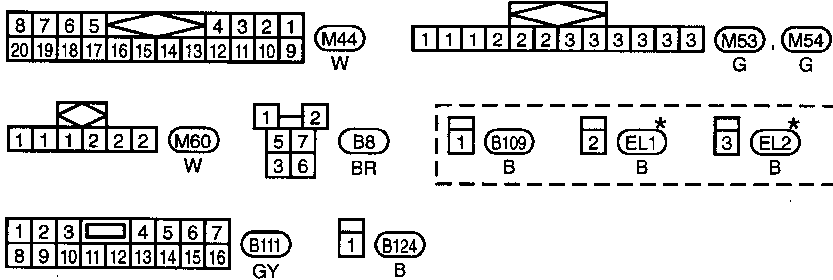 8 7 6 5 4 3 2 1
20 19 18 17 16 15 14 13 12 11 10 9
M44
W
1 1 1 2 2 2 3 3 3 3 3 3
M53 , M54
G G
1 1 1 2 2 2
M60
W
1 2
5 7
3 6
B8
BR
1
B109
B
2
EL1 *
B
3
EL2 *
B
1 2 3 4 5 6 7
8 9 10 11 12 13 14 15 16
B111
GY
1
B124
B